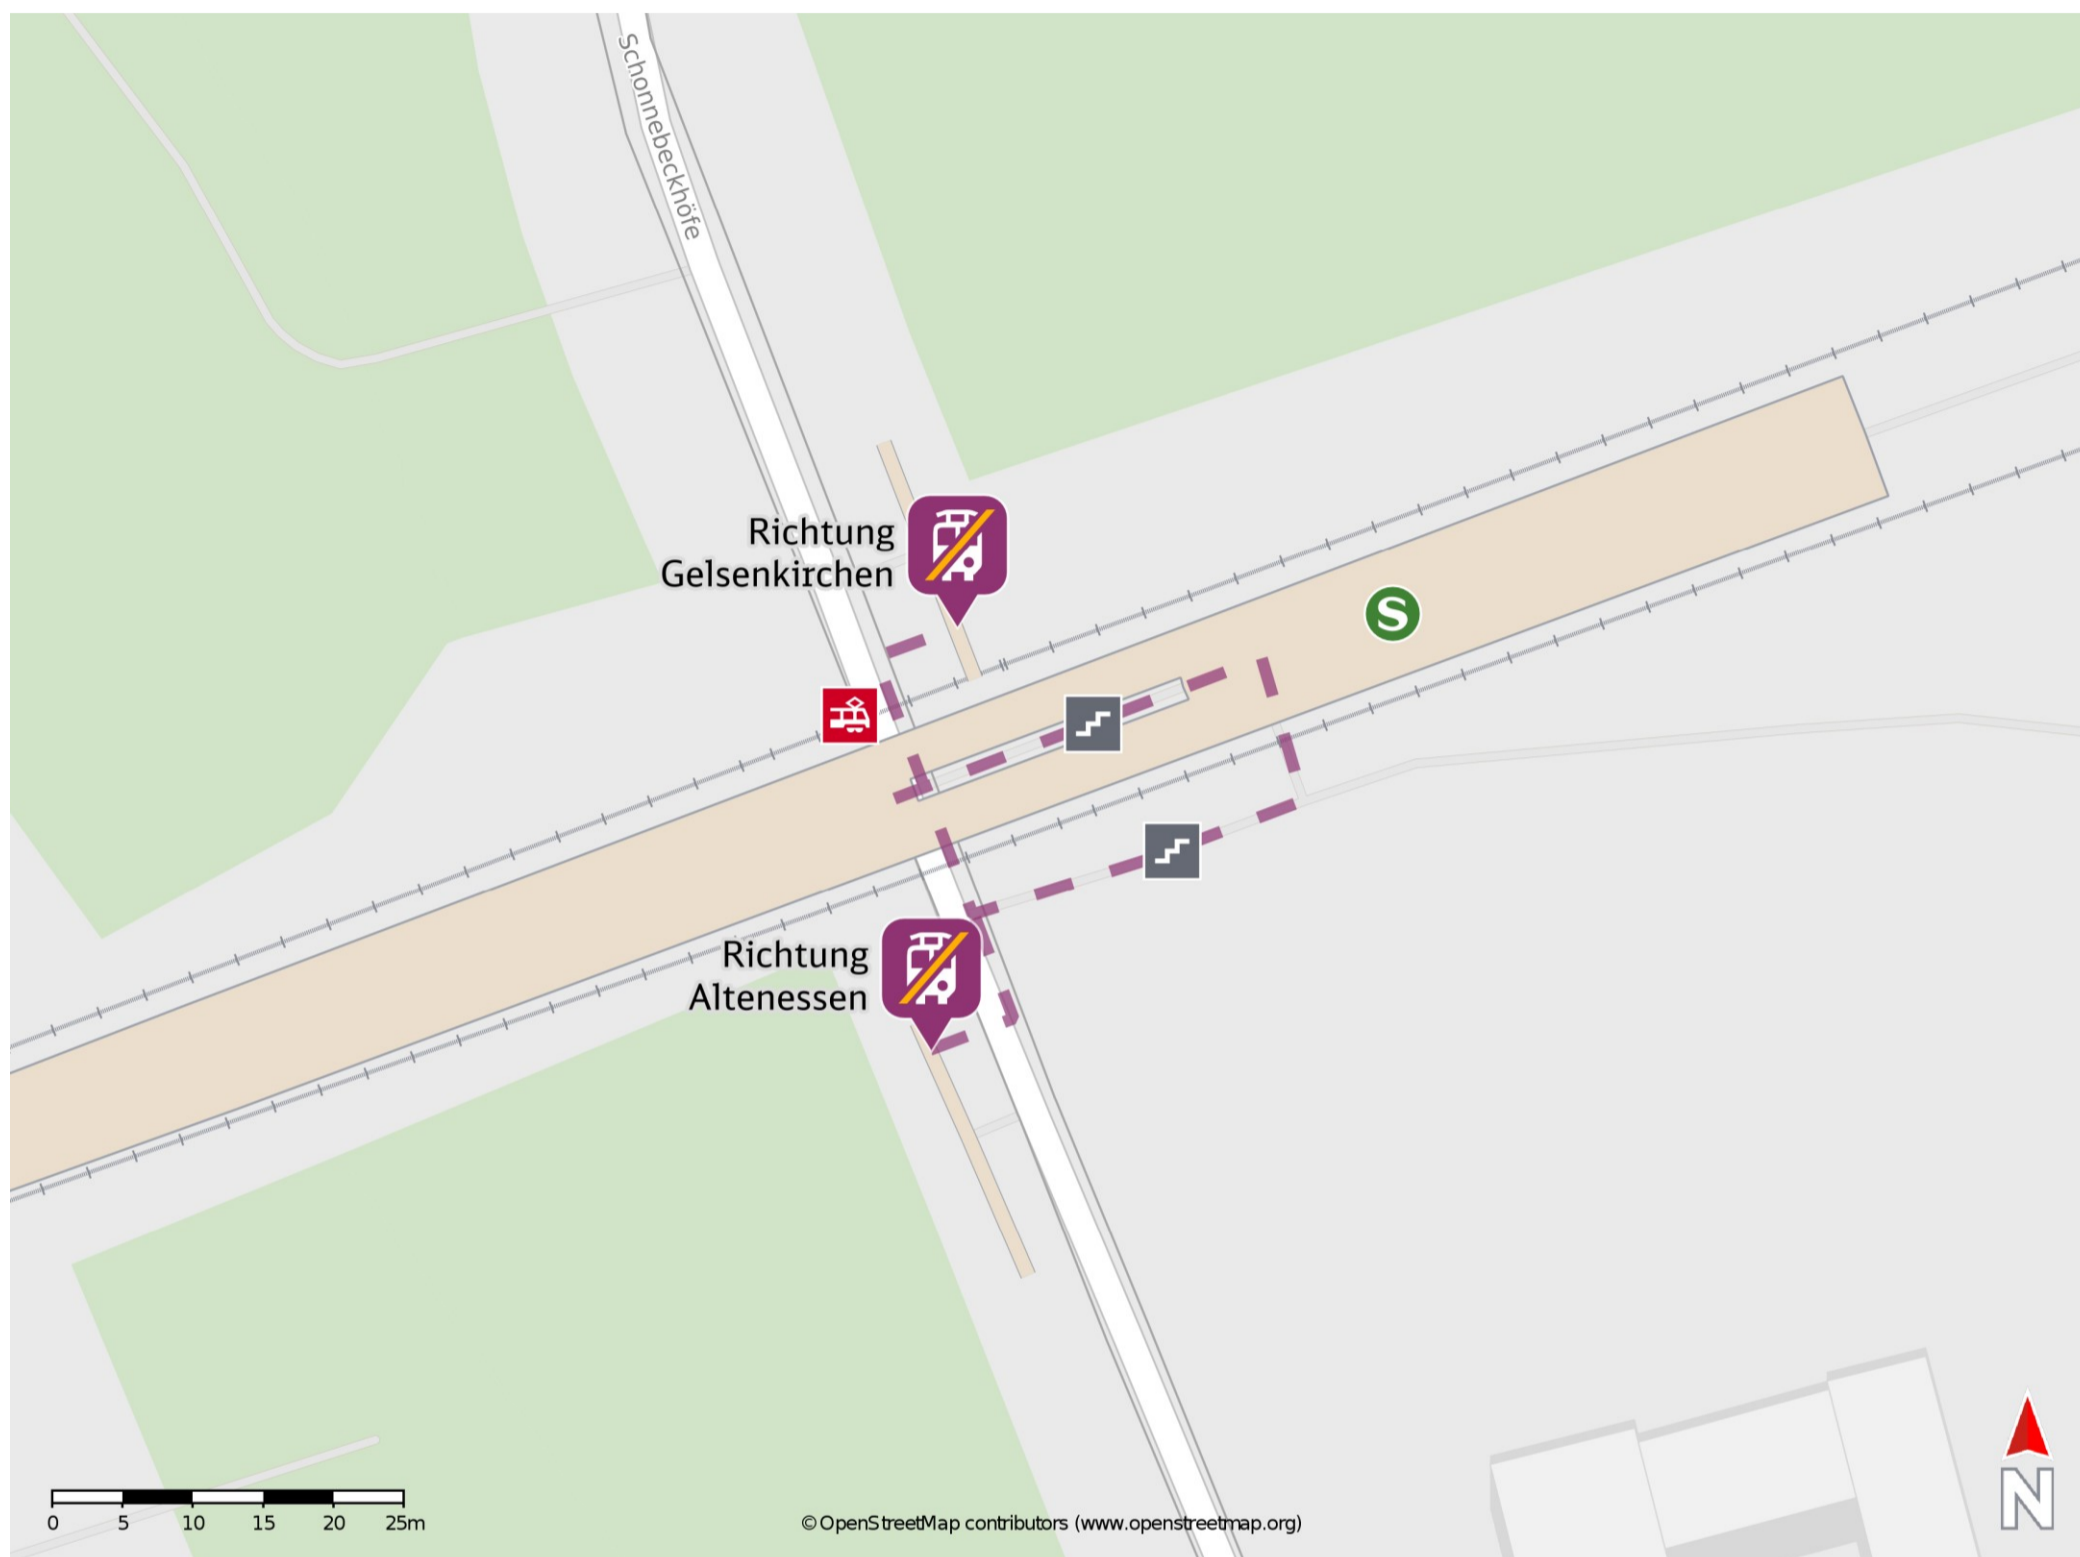 Schonnebeckhöfe
Richtung
Gelsenkirchen
S
Richtung
Altenessen
N
0 5 10 15 20 25m
©OpenStreetMap contributors (www.openstreetmap.org)